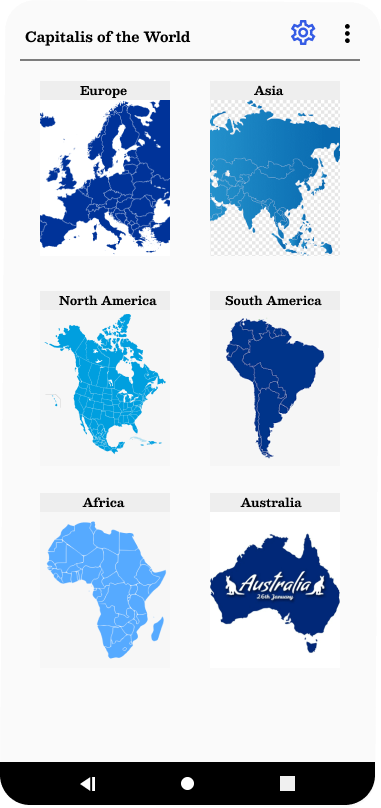 Capitalis of the World
Europe
Asia
North America
South America
Africa
Australia
Australia
26th January